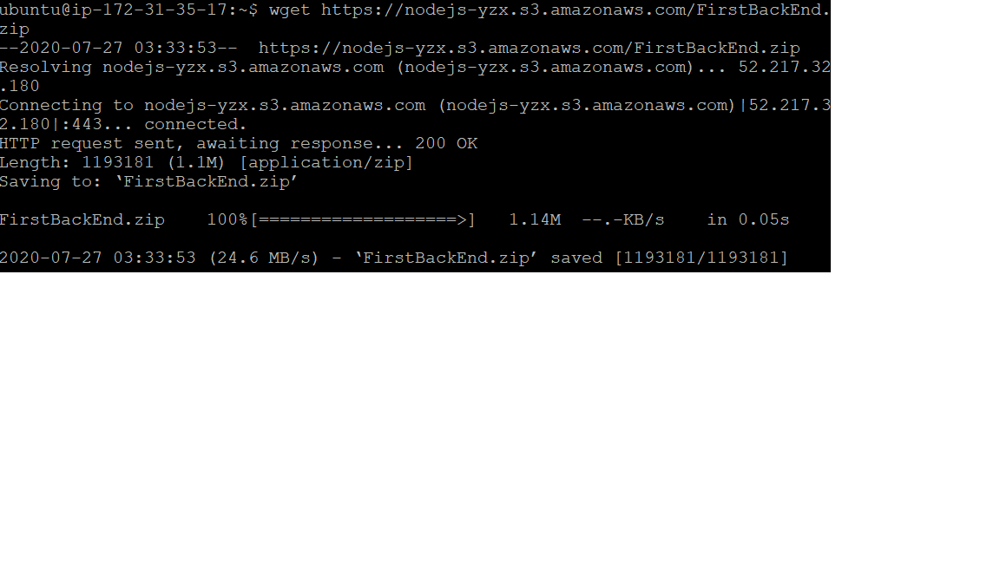 ubuntu@ip-172-31-35-17:~$ wget https://nodejs-yzx.s3.amazonaws.com/FirstBackEnd.
zip
--2020-07-27 03:33:53--  https://nodejs-yzx.s3.amazonaws.com/FirstBackEnd.zip
Resolving nodejs-yzx.s3.amazonaws.com (nodejs-yzx.s3.amazonaws.com)... 52.217.32
.180
Connecting to nodejs-yzx.s3.amazonaws.com (nodejs-yzx.s3.amazonaws.com)|52.217.3
2.180|:443... connected.
HTTP request sent, awaiting response... 200 OK
Length: 1193181 (1.1M) [application/zip]
Saving to: ‘FirstBackEnd.zip’
FirstBackEnd.zip    100%[===================>]   1.14M  --.-KB/s    in 0.05s
2020-07-27 03:33:53 (24.6 MB/s) - ‘FirstBackEnd.zip’ saved [1193181/1193181]